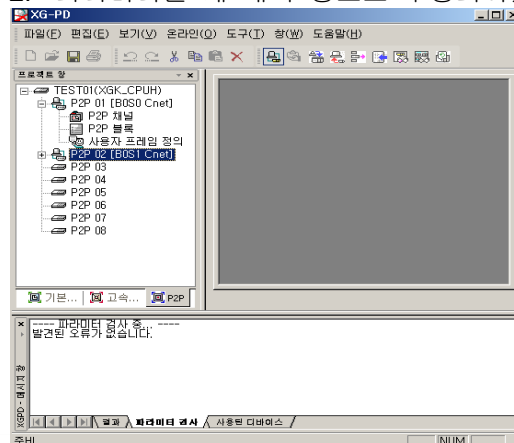 XG-PD
파일(F) 편집(E) 보기(V) 온라인(O) 도구(T) 창(W) 도움말(H)
프로젝트 창
TEST01(XGK_CPUH)
P2P 01 [B0S0 Cnet]
P2P 채널
P2P 블록
사용자 프레임 정의
P2P 02 [B0S1 Cnet]
P2P 03
P2P 04
P2P 05
P2P 06
P2P 07
P2P 08
기본... 고속... P2P
---- 파라미터 검사 중... ----
발견된 오류가 없습니다.
결과 파라미터 검사 사용된 디바이스
준비 NUM